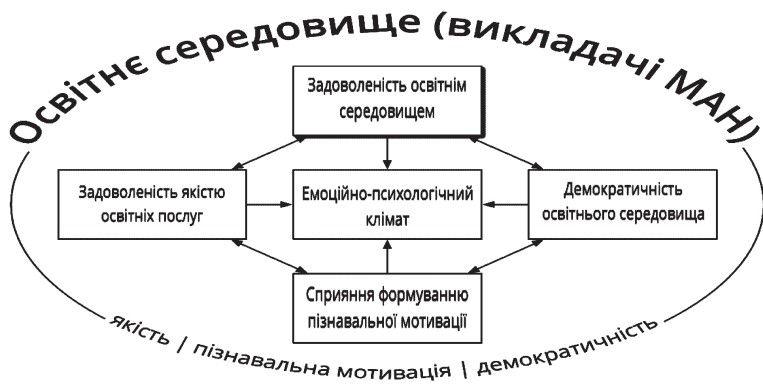 Освітнє середовище (викладачі МАН)
Задоволеність освітнім
середовищем
Задоволеність якістю
освітніх послуг
Емоційно-психологічний
клімат
Демократичність
освітнього середовища
Сприяння формуванню
пізнавальної мотивації
якість | пізнавальна мотивація | демократичність